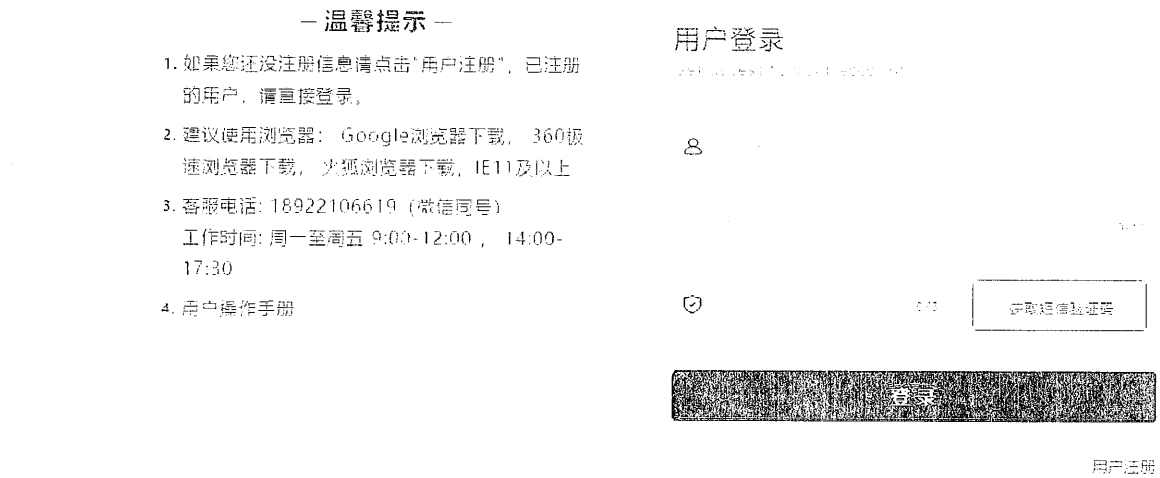 — 温馨提示 —
1. 如果您还没注册信息请点击“用户注册”，已注册
的用户，请直接登录。
2. 建议使用浏览器： Google浏览器下载， 360极
速浏览器下载， 火狐浏览器下载，IE11及以上
3. 客服电话: 18922106619（微信同号）
工作时间: 周一至周五 9:00-12:00 ， 14:00-
17:30
4. 用户操作手册
用户登录
获取短信验证码
登录
用户注册